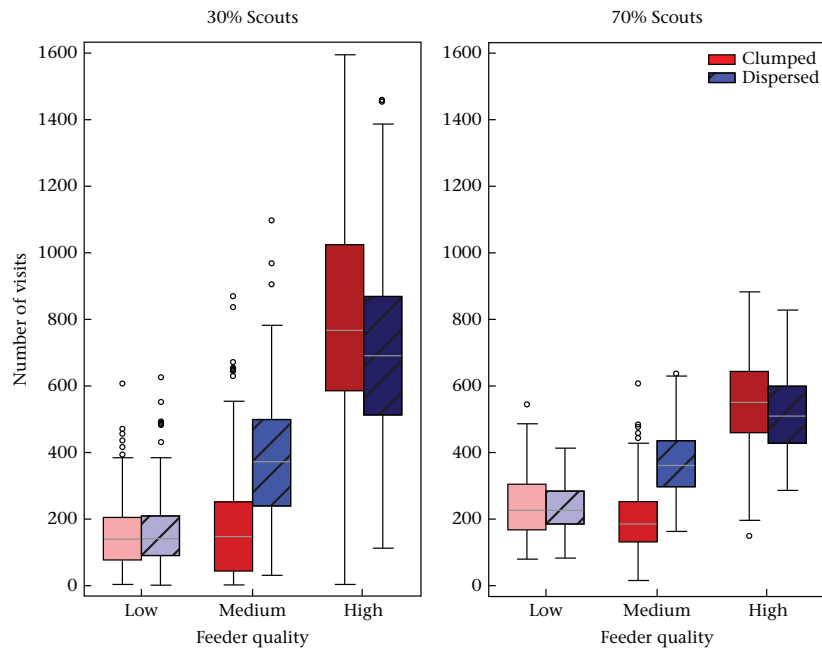 30% Scouts
70% Scouts
Number of visits
1600
1400
1200
1000
800
600
400
200
0
Low
Medium
High
Feeder quality
1600
1400
1200
1000
800
600
400
200
0
Clumped
Dispersed
Low
Medium
High
Feeder quality